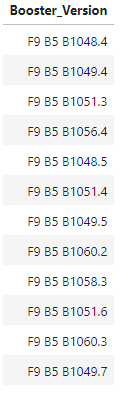 Booster_Version
F9 B5 B1048.4
F9 B5 B1049.4
F9 B5 B1051.3
F9 B5 B1056.4
F9 B5 B1048.5
F9 B5 B1051.4
F9 B5 B1049.5
F9 B5 B1060.2
F9 B5 B1058.3
F9 B5 B1051.6
F9 B5 B1060.3
F9 B5 B1049.7